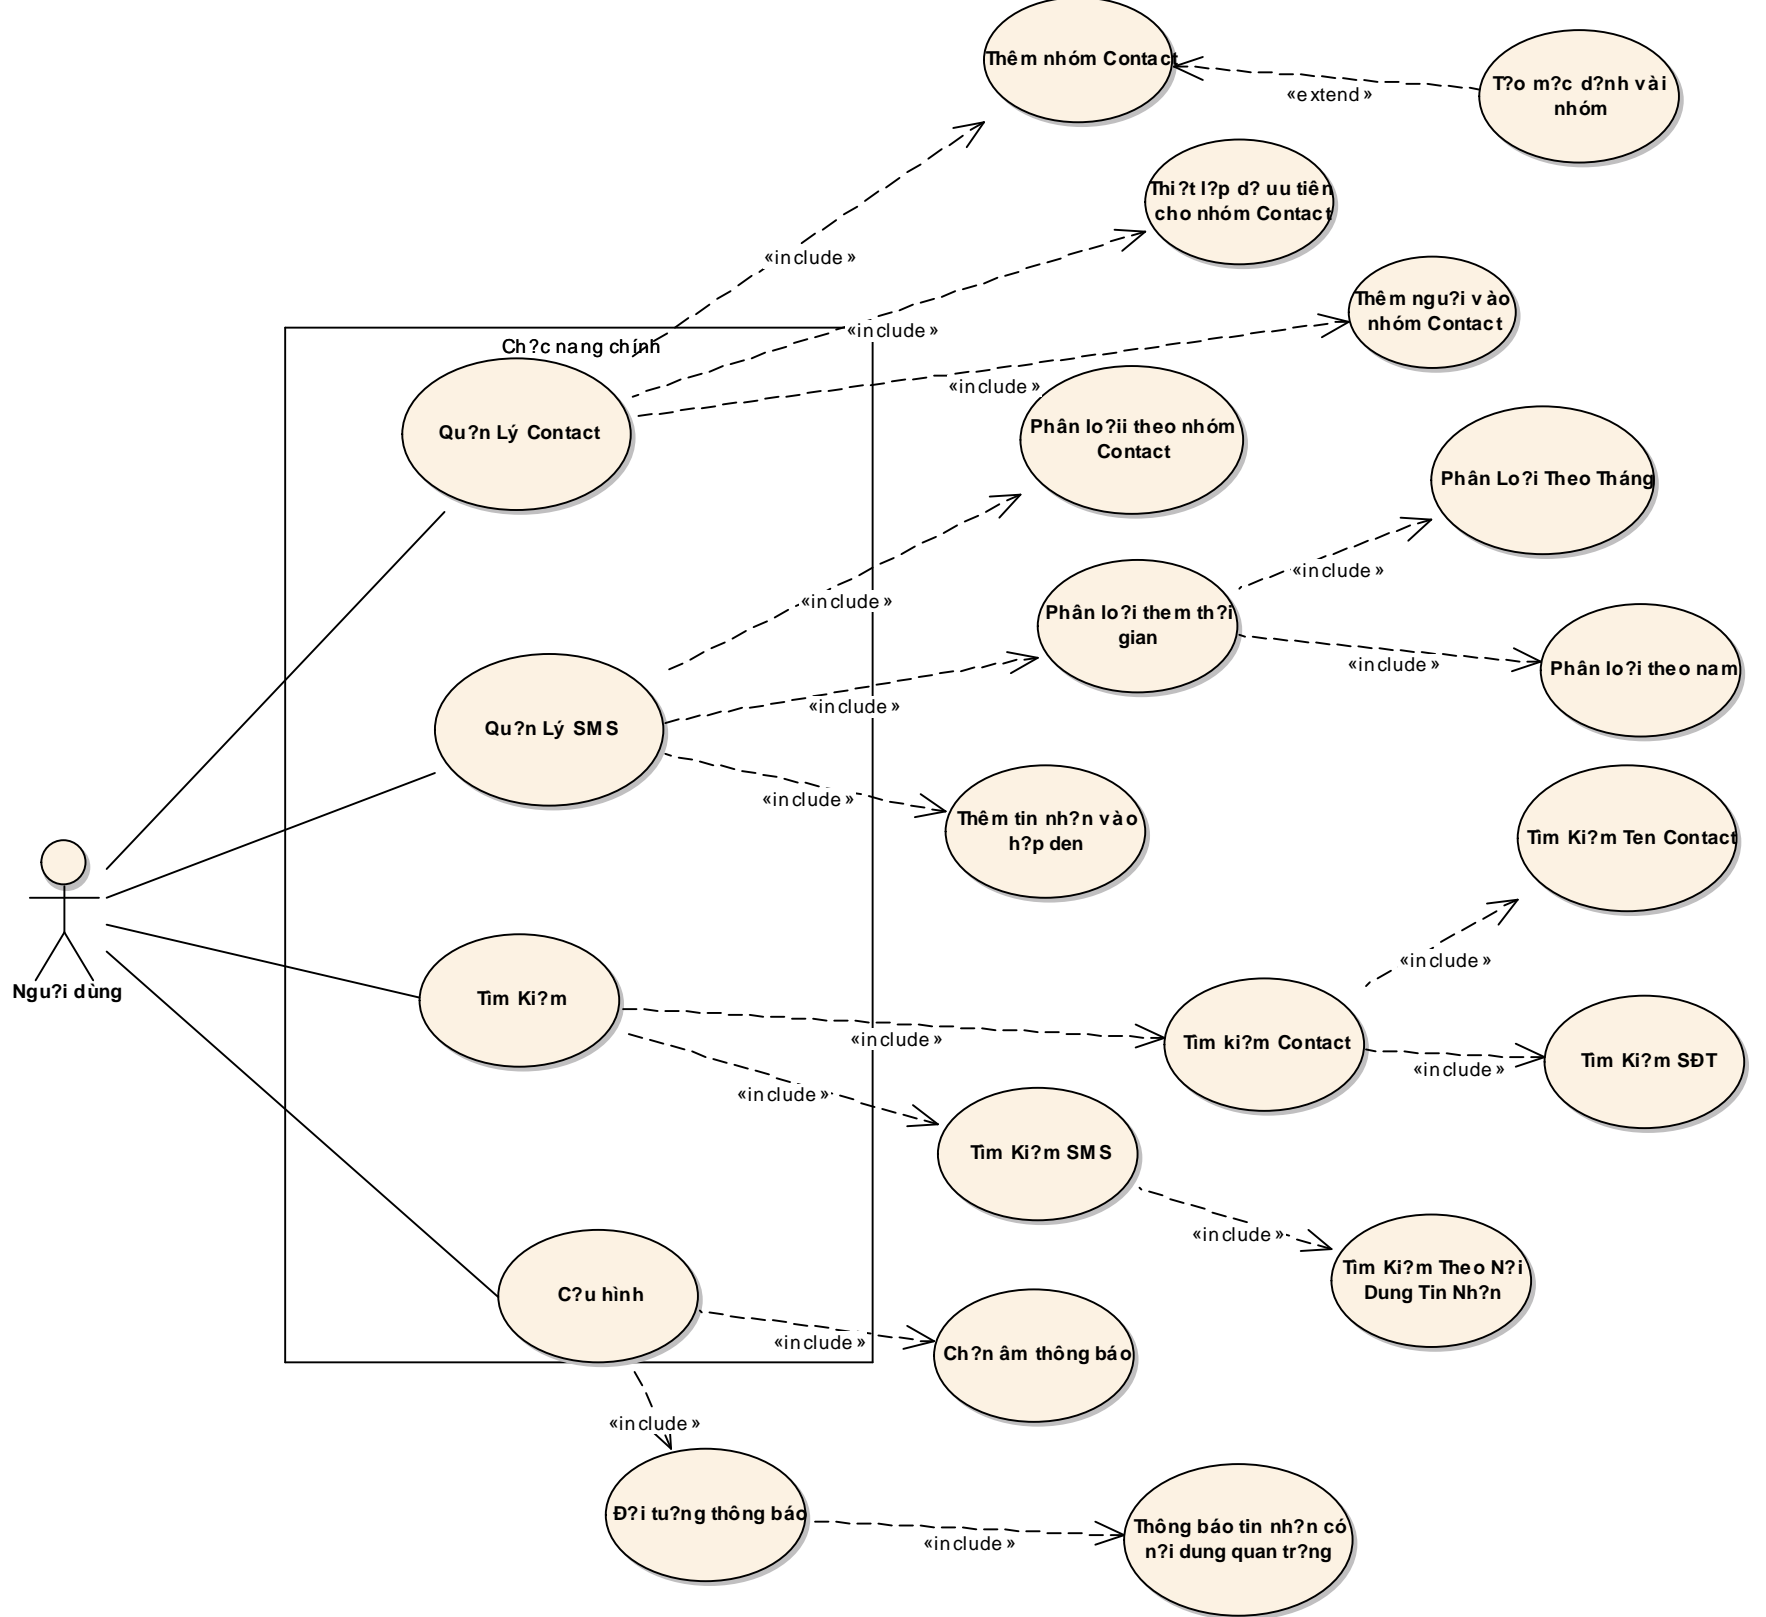 Thêm nhóm Contact
«extend»
T?o m?c d?nh vài
nhóm
Thi?t l?p d? uu tiên
cho nhóm Contact
«include»
Thêm ngu?i vào
nhóm Contact
«include»
Ch?c nang chính
«include»
Qu?n Lý Contact
Phân lo?ii theo nhóm
Contact
Phân Lo?i Theo Tháng
«include»
«include»
Phân lo?i them th?i
gian
«include»
Phân lo?i theo nam
«include»
Qu?n Lý SMS
«include»
Thêm tin nh?n vào
h?p den
Tìm Ki?m Ten Contact
Ngu?i dùng
Tìm Ki?m
«include»
«include»
Tìm ki?m Contact
Tìm Ki?m SĐT
«include»
«include»
Tìm Ki?m SMS
«include»
Tìm Ki?m Theo N?i
Dung Tin Nh?n
C?u hình
«include»
Ch?n âm thông báo
«include»
Đ?i tu?ng thông báo
«include»
Thông báo tin nh?n có
n?i dung quan tr?ng